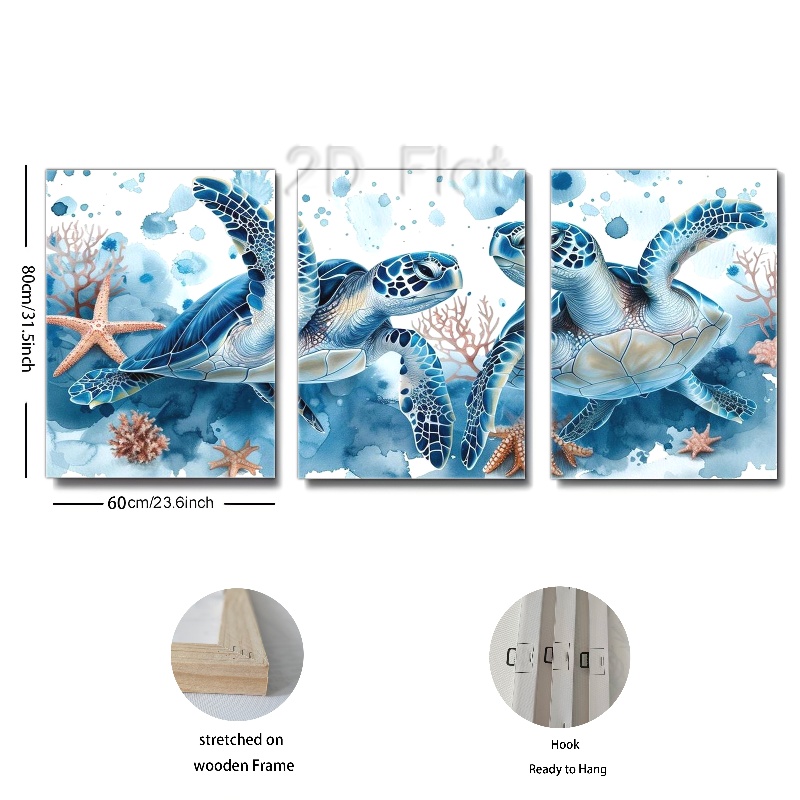 2D Flat
80cm/31.5inch
60cm/23.6inch
stretched on
wooden Frame
Hook
Ready to Hang